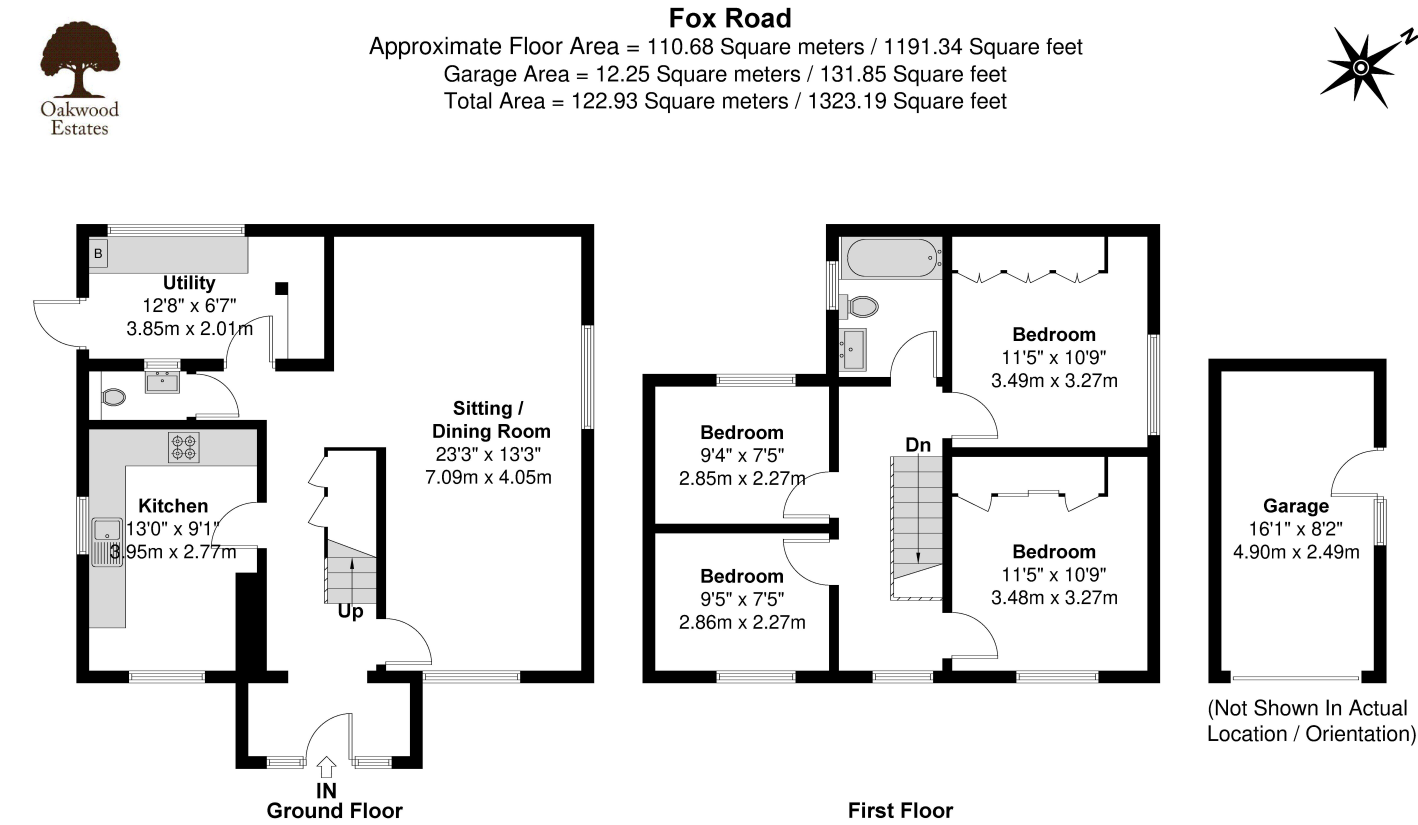 Fox Road
Approximate Floor Area = 110.68 Square meters / 1191.34 Square feet
Garage Area = 12.25 Square meters / 131.85 Square feet
Total Area = 122.93 Square meters / 1323.19 Square feet
Oakwood
Estates
N
B
Utility
12'8" x 6'7"
3.85m x 2.01m
Sitting /
Dining Room
23'3" x 13'3"
7.09m x 4.05m
Kitchen
13'0" x 9'1"
3.95m x 2.77m
Up
IN
Ground Floor
Bedroom
11'5" x 10'9"
3.49m x 3.27m
Bedroom
9'4" x 7'5"
2.85m x 2.27m
Dn
Bedroom
9'5" x 7'5"
2.86m x 2.27m
Bedroom
11'5" x 10'9"
3.48m x 3.27m
First Floor
Garage
16'1" x 8'2"
4.90m x 2.49m
(Not Shown In Actual
Location / Orientation)